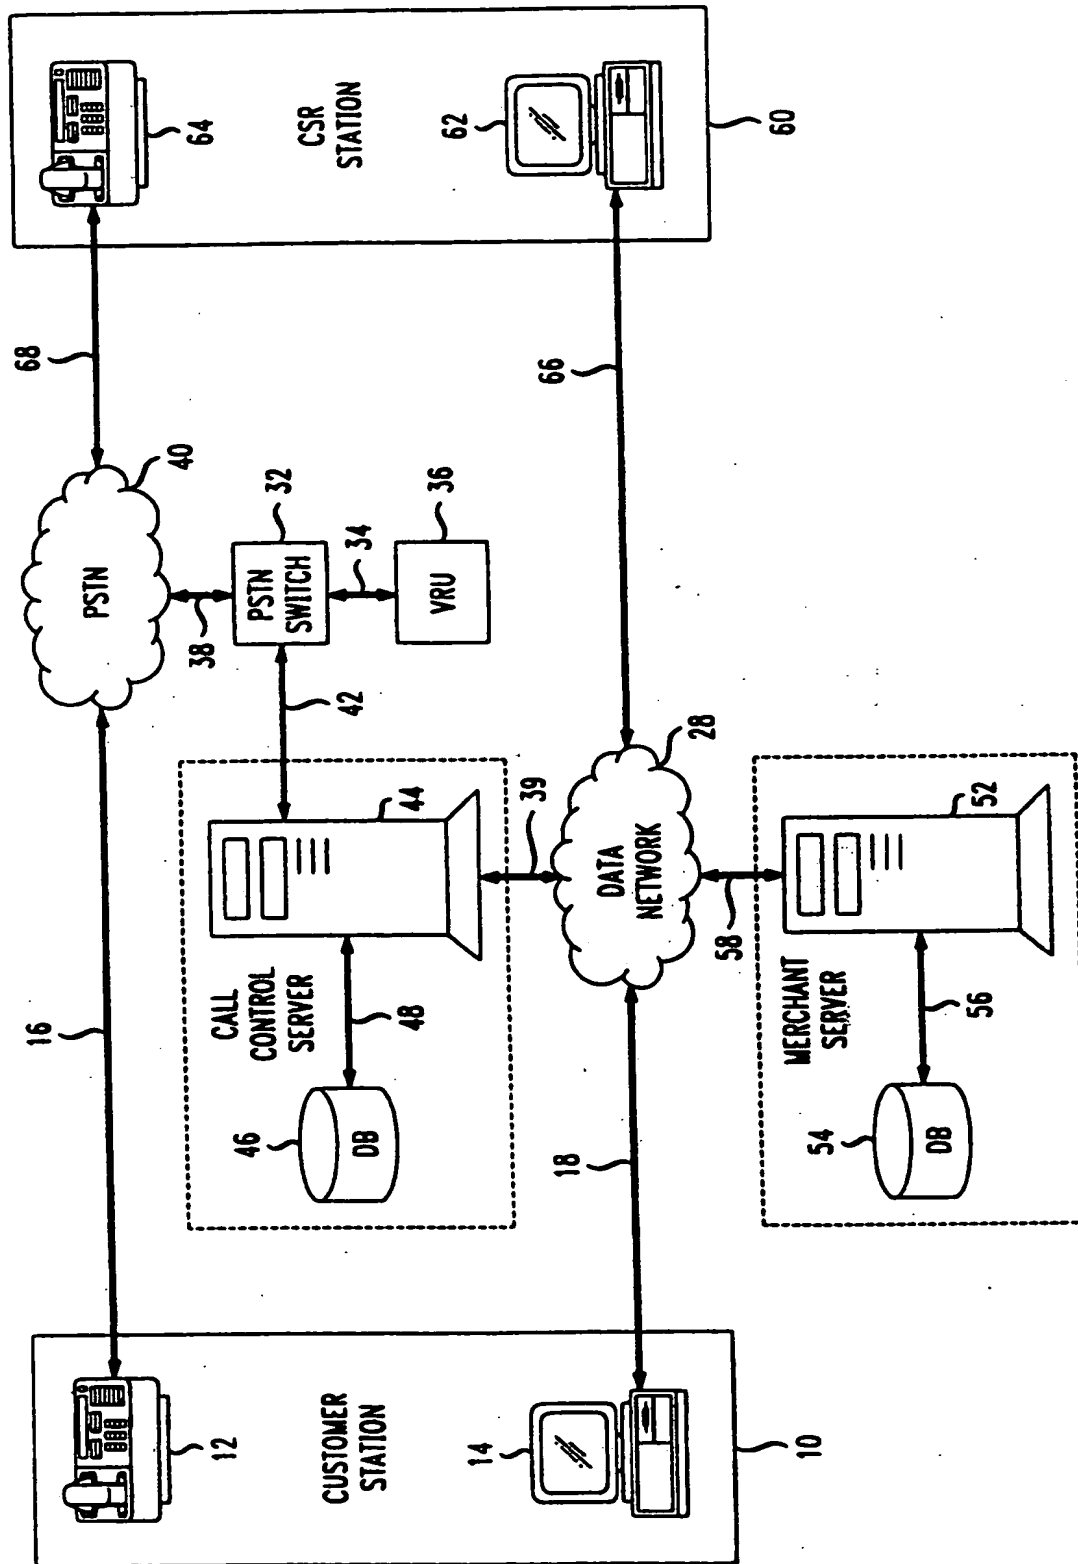 12
CUSTOMER
STATION
14
10
16
18
CALL
CONTROL
SERVER
46
DB
48
44
42
39
PSTN
40
38
PSTN
SWITCH
32
34
VRU
36
DATA
NETWORK
28
58
MERCHANT
SERVER
54
DB
56
52
68
66
64
CSR
STATION
62
60